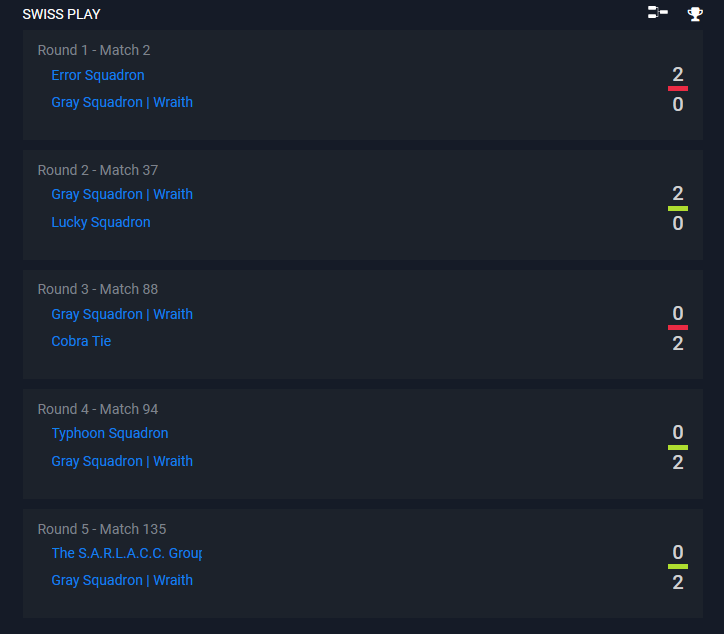 SWISS PLAY
Round 1 - Match 2
Error Squadron
2
Gray Squadron | Wraith
0
Round 2 - Match 37
Gray Squadron | Wraith
2
Lucky Squadron
0
Round 3 - Match 88
Gray Squadron | Wraith
0
Cobra Tie
2
Round 4 - Match 94
Typhoon Squadron
0
Gray Squadron | Wraith
2
Round 5 - Match 135
The S.A.R.L.A.C.C. Group
0
Gray Squadron | Wraith
2